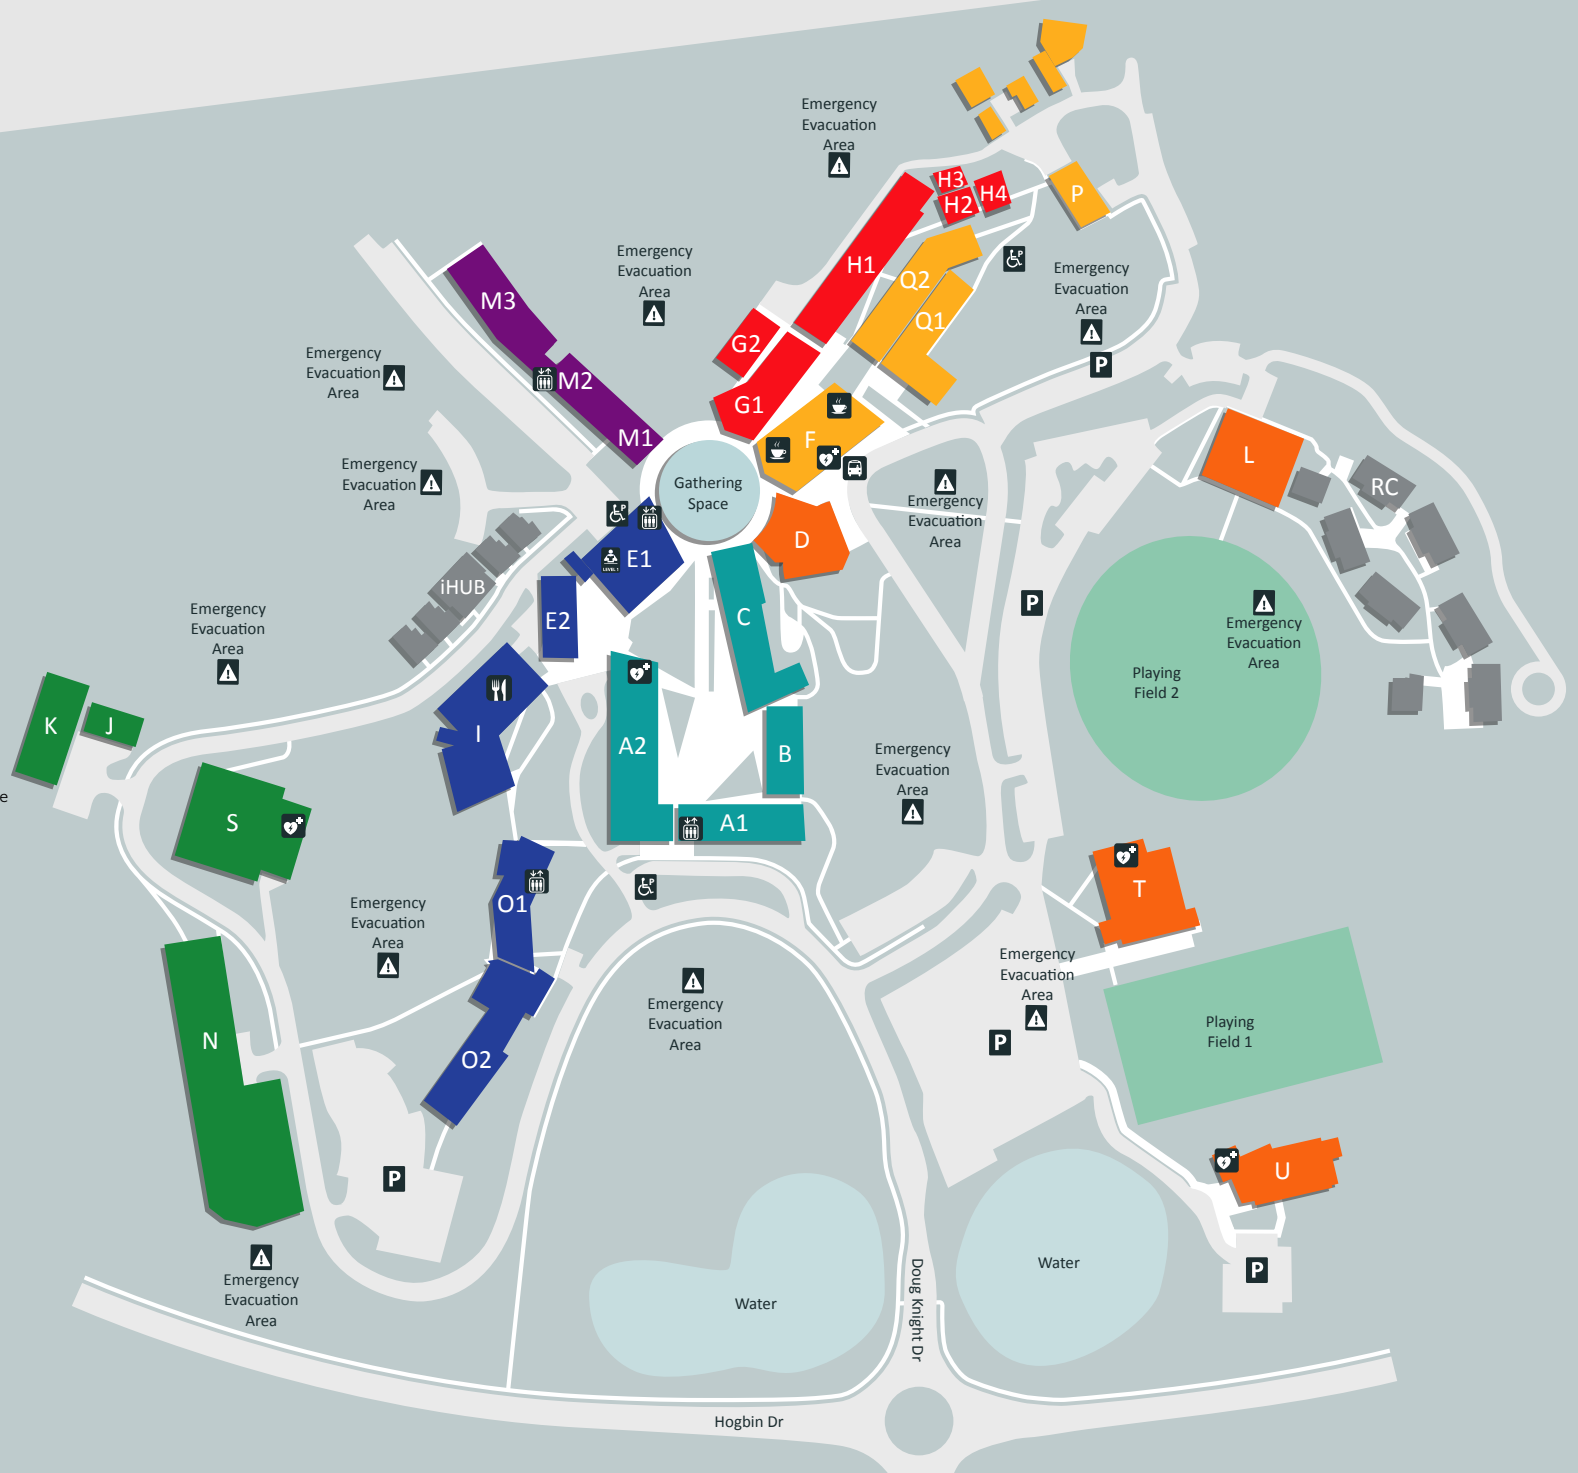 Emergency
Evacuation
Area
H3
H4
H2
P
Emergency
Evacuation
Area
H1
P
Emergency
Evacuation
Area
Q2
M3
Q1
G2
Emergency
Evacuation
Area
P
M2
G1
M1
F
L
Emergency
Evacuation
Area
Gathering
Space
RC
Emergency
Evacuation
Area
P
D
E1
LEVEL 1
iHUB
E2
C
P
Emergency
Evacuation
Area
Emergency
Evacuation
Area
Playing
Field 2
K
J
I
A2
B
Emergency
Evacuation
Area
e
S
A1
T
O1
Emergency
Evacuation
Area
Emergency
Evacuation
Area
Emergency
Evacuation
Area
P
Playing
Field 1
N
O2
P
U
Emergency
Evacuation
Area
Water
Water
P
Doug Knight Dr
Hogbin Dr